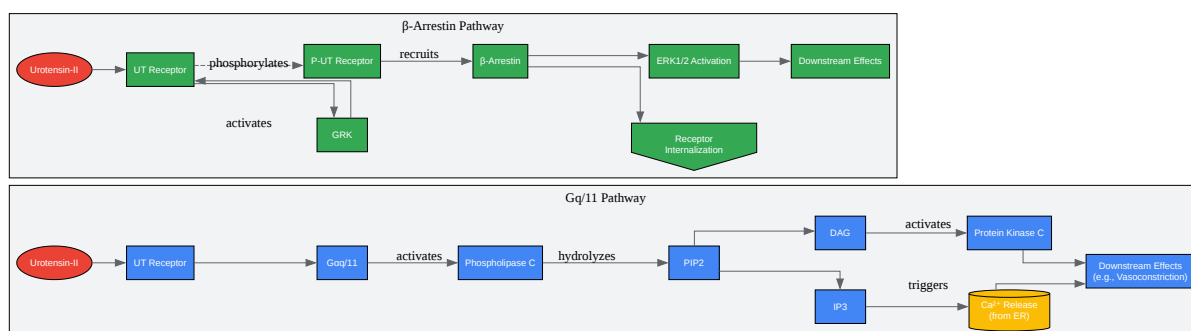 β-Arrestin Pathway
Urotensin-II
UT Receptor
phosphorylates
P-UT Receptor
recruits
β-Arrestin
ERK1/2 Activation
Downstream Effects
activates
GRK
Receptor
Internalization
Gq/11 Pathway
Urotensin-II
UT Receptor
Gαq/11
activates
Phospholipase C
hydrolyzes
PIP2
DAG
activates
Protein Kinase C
IP3
triggers
Ca²⁺ Release
(from ER)
Downstream Effects
(e.g., Vasoconstriction)